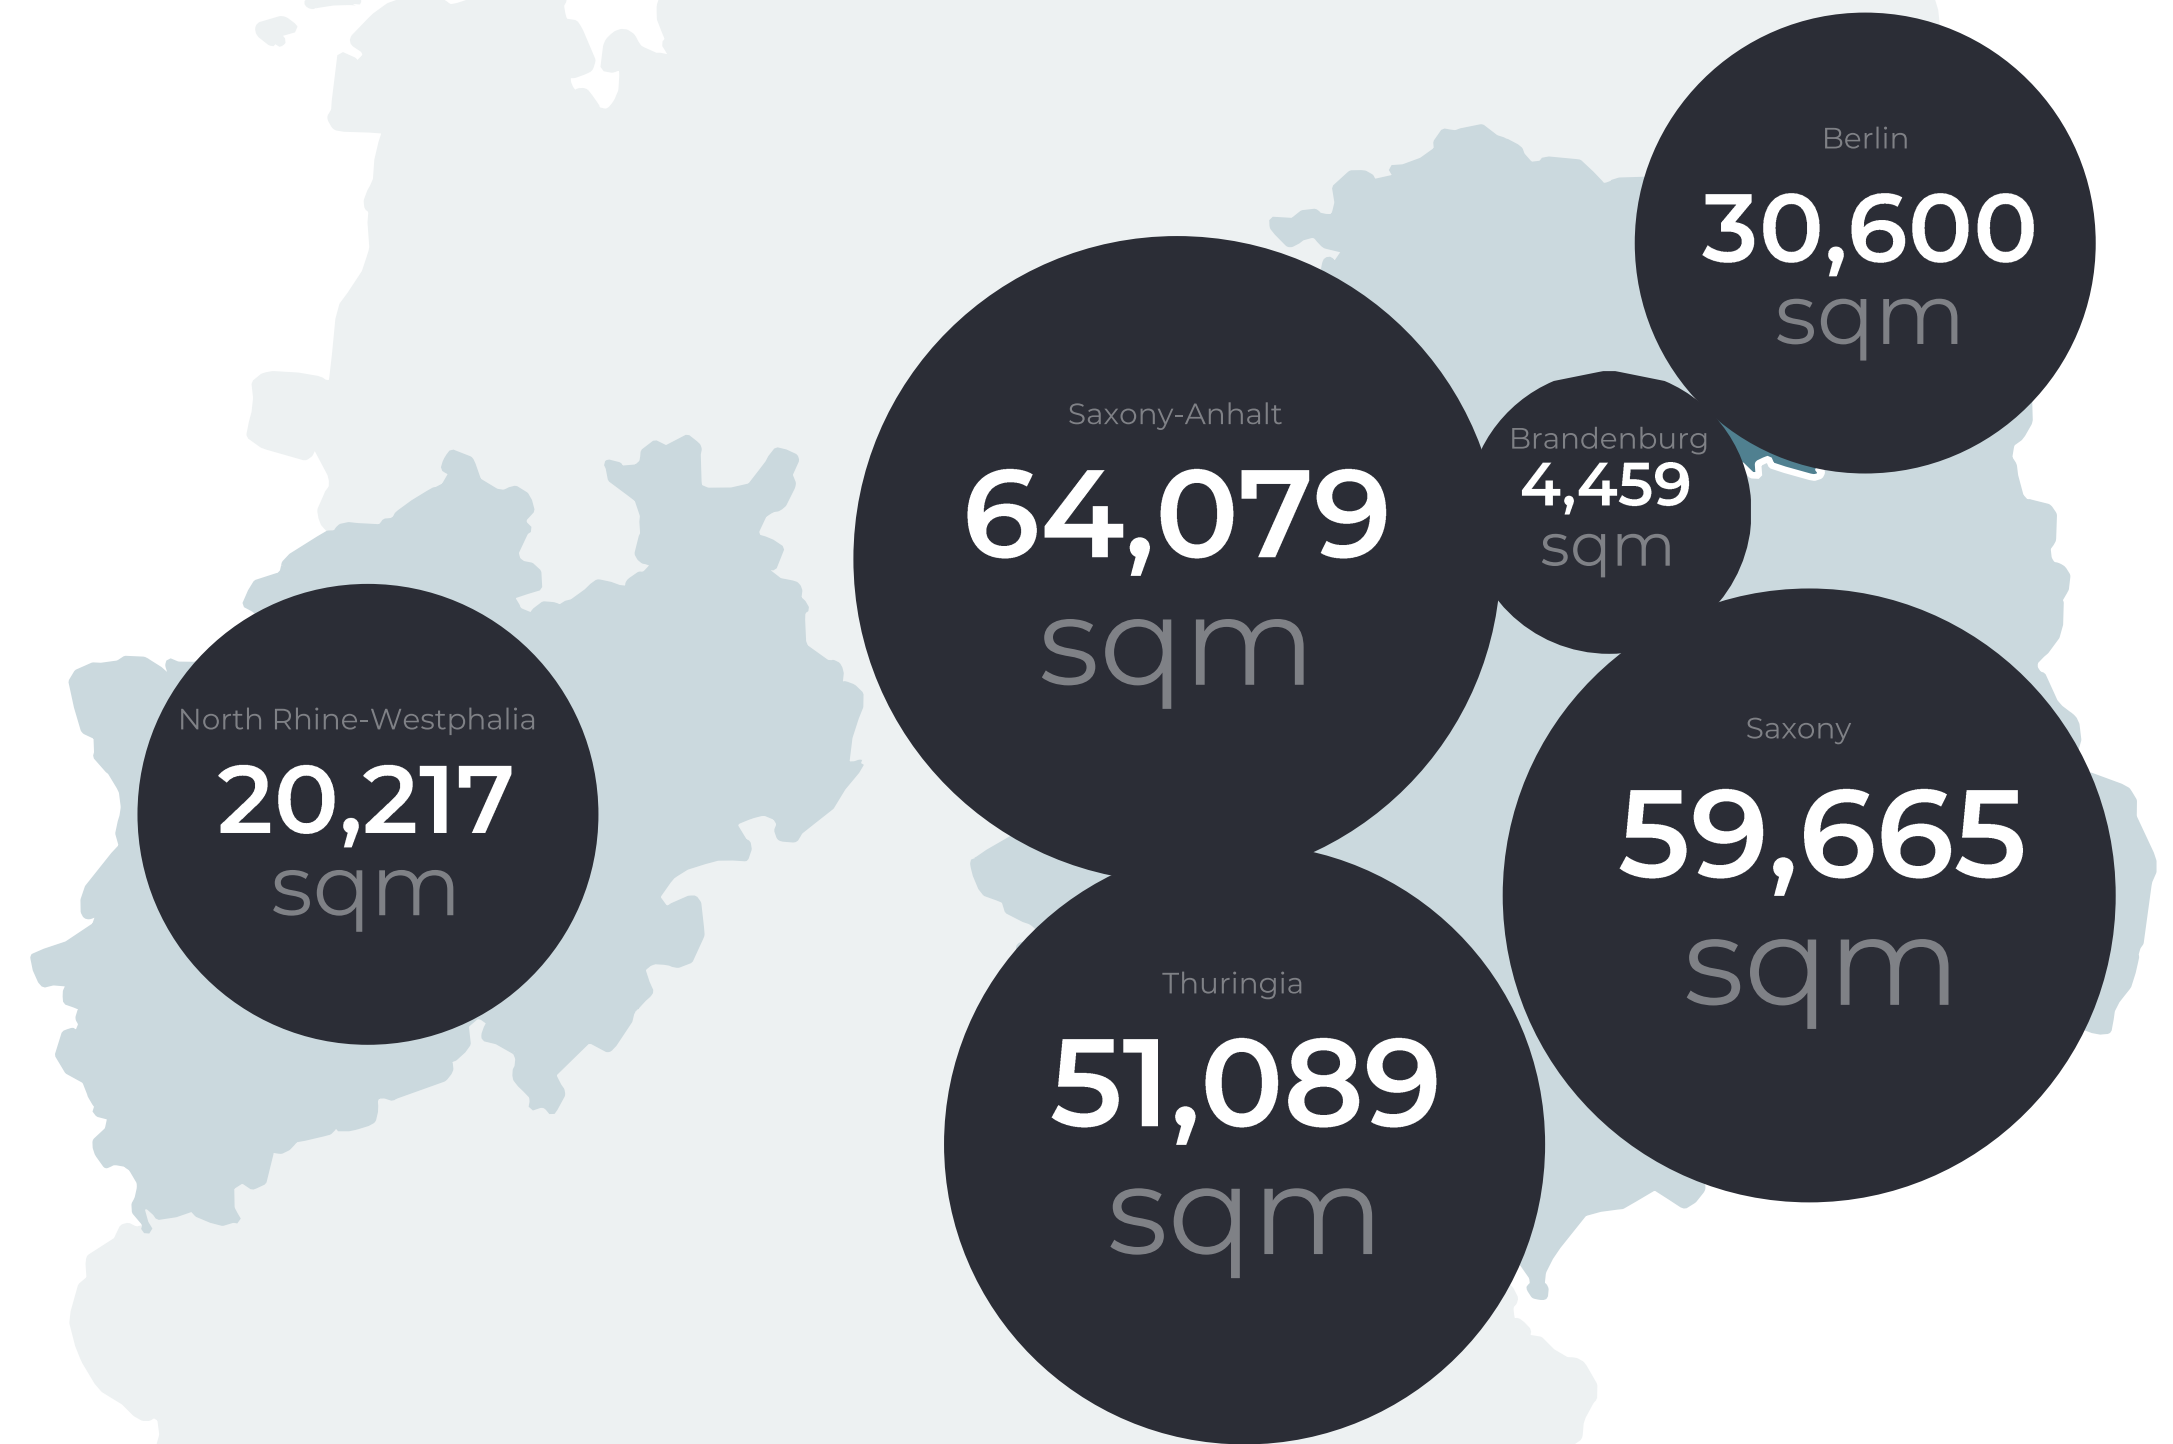 Berlin
30,600
sqm
Saxony-Anhalt
64,079
sqm
Brandenburg
4,459
sqm
North Rhine-Westphalia
20,217
sqm
Saxony
59,665
sqm
Thuringia
51,089
sqm